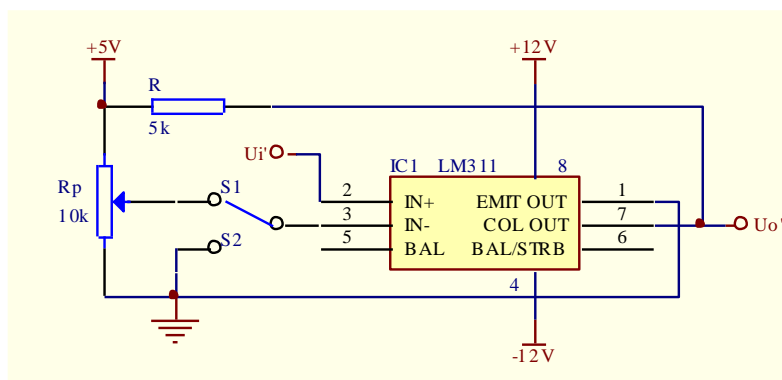 +5V
+12V
R
5k
Ui'
IC1 LM311 8
Rp
10k
S1
2 IN+ EMIT OUT 1
3 IN- COL OUT 7
Uo'
S2
5 BAL BAL/STRB 6
4
-12V